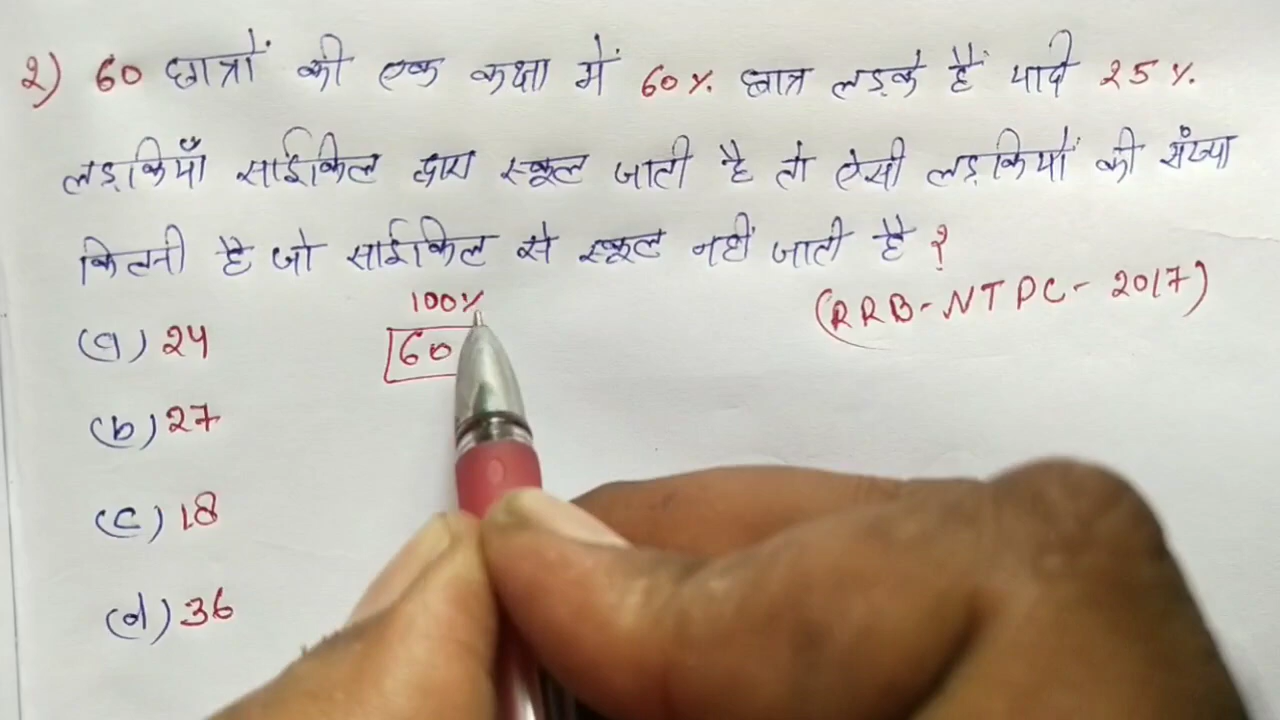 2) 60 छात्रों की एक कक्षा में 60% छात्र लड़के हैं यदि 25%
लड़कियाँ साईकिल द्वारा स्कूल जाती है तो ऐसी लड़कियों की संख्या
कितनी है जो साईकिल से स्कूल नहीं जाती है ?
(RRB-NTPC-2017)
100%
60
(a) 24
(b) 27
(c) 18
(d) 36